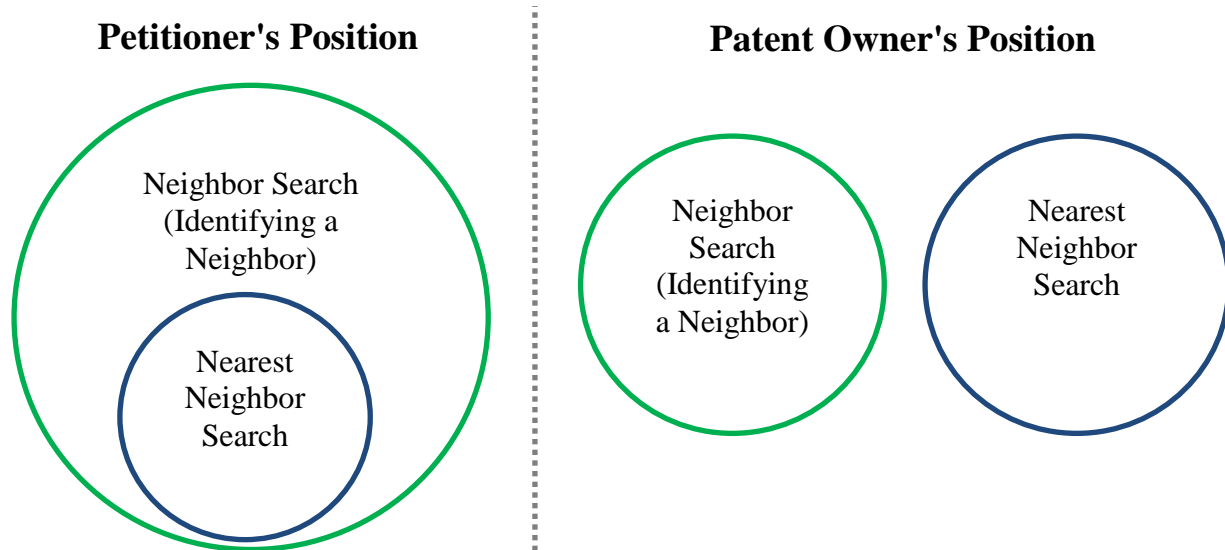 Petitioner's Position
Neighbor Search
(Identifying a
Neighbor)
Nearest
Neighbor
Search
Patent Owner's Position
Neighbor
Search
(Identifying
a Neighbor)
Nearest
Neighbor
Search